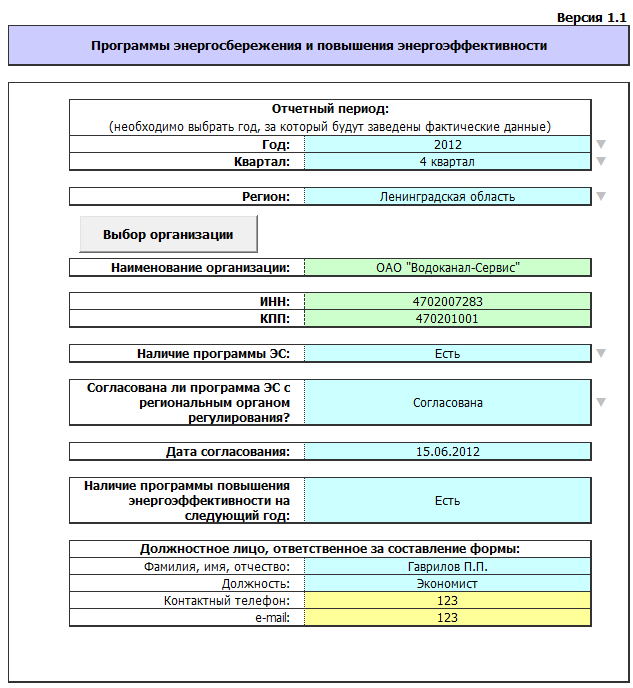 Версия 1.1
Программы энергосбережения и повышения энергоэффективности
Отчетный период:
(необходимо выбрать год, за который будут заведены фактические данные)
Год: 2012
Квартал: 4 квартал
Регион: Ленинградская область
Выбор организации
Наименование организации: ОАО "Водоканал-Сервис"
ИНН: 4702007283
КПП: 470201001
Наличие программы ЭС: Есть
Согласована ли программа ЭС с
региональным органом Согласована
регулирования?
Дата согласования: 15.06.2012
Наличие программы повышения
энергоэффективности на Есть
следующий год:
Должностное лицо, ответственное за составление формы:
Фамилия, имя, отчество: Гаврилов П.П.
Должность: Экономист
Контактный телефон: 123
e-mail: 123